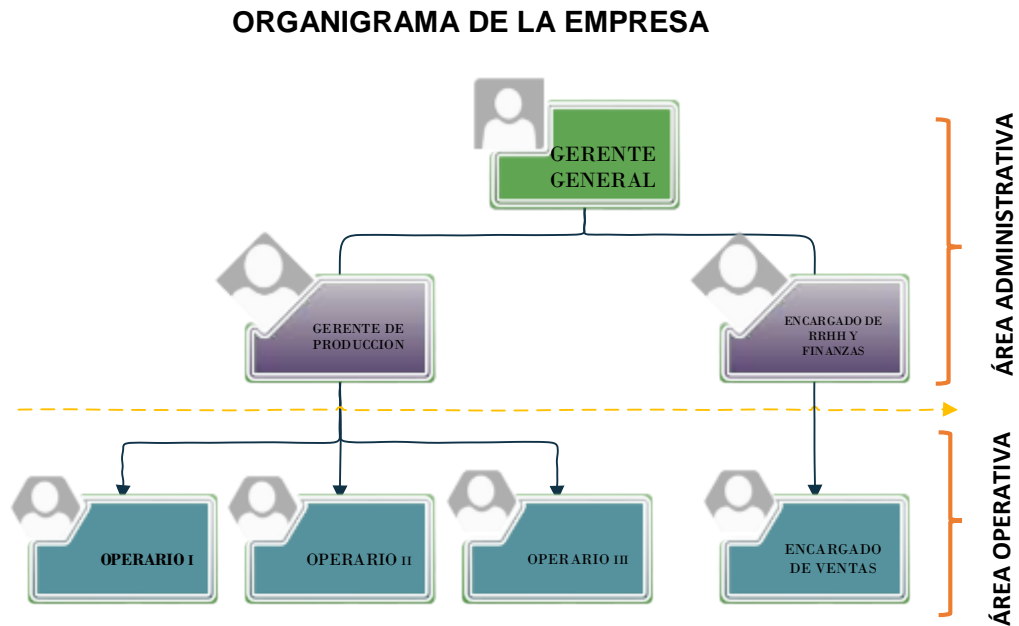 ORGANIGRAMA DE LA EMPRESA
GERENTE
GENERAL
GERENTE DE
PRODUCCION
ENCARGADO DE
RRHH Y
FINANZAS
ÁREA ADMINISTRATIVA
OPERARIO I
OPERARIO II
OPERARIO III
ENCARGADO
DE VENTAS
ÁREA OPERATIVA